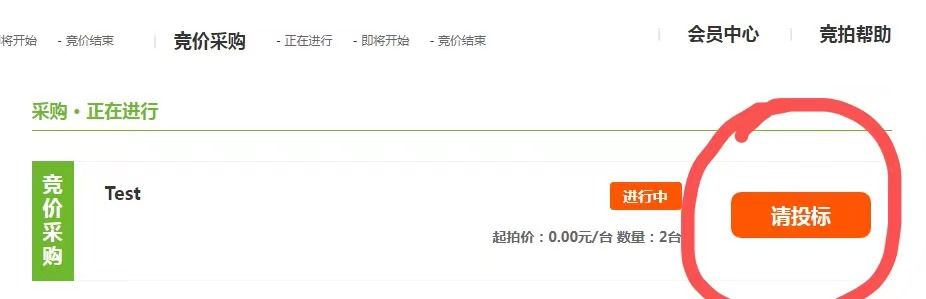 即将开始 - 竞价结束 竞价采购 - 正在进行 - 即将开始 - 竞价结束 会员中心 竞拍帮助
采购・正在进行
竞价采购
Test
进行中
起拍价：0.00元/台 数量：2台
请投标